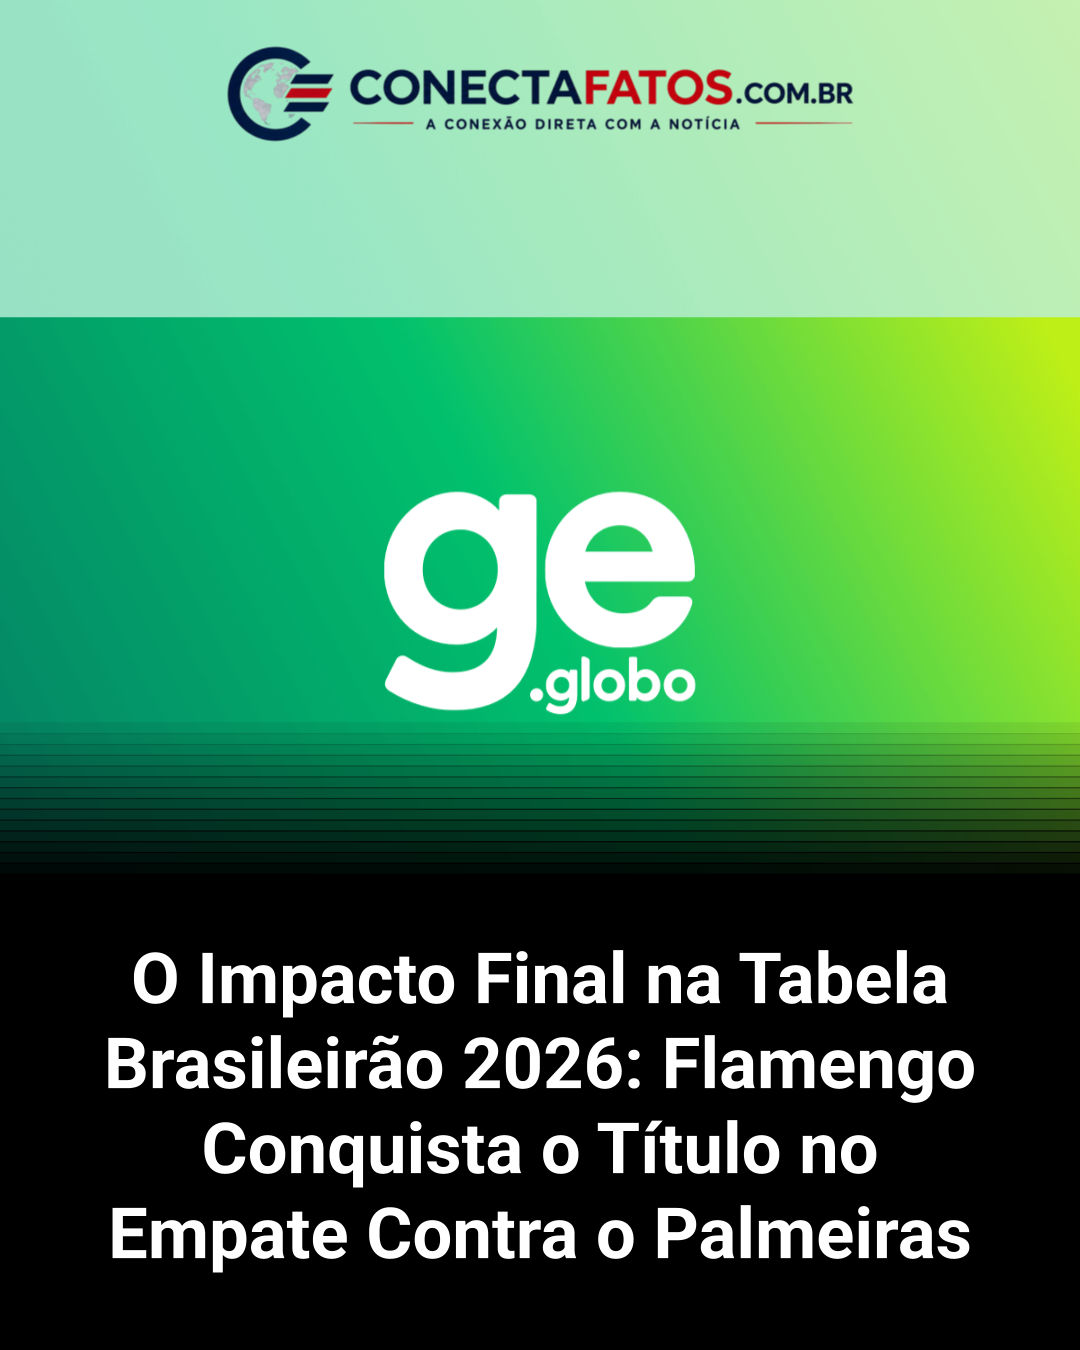 CONECTAFATOS.COM.BR
A CONEXÃO DIRETA COM A NOTÍCIA
ge
.globo
O Impacto Final na Tabela
Brasileirão 2026: Flamengo
Conquista o Título no
Empate Contra o Palmeiras